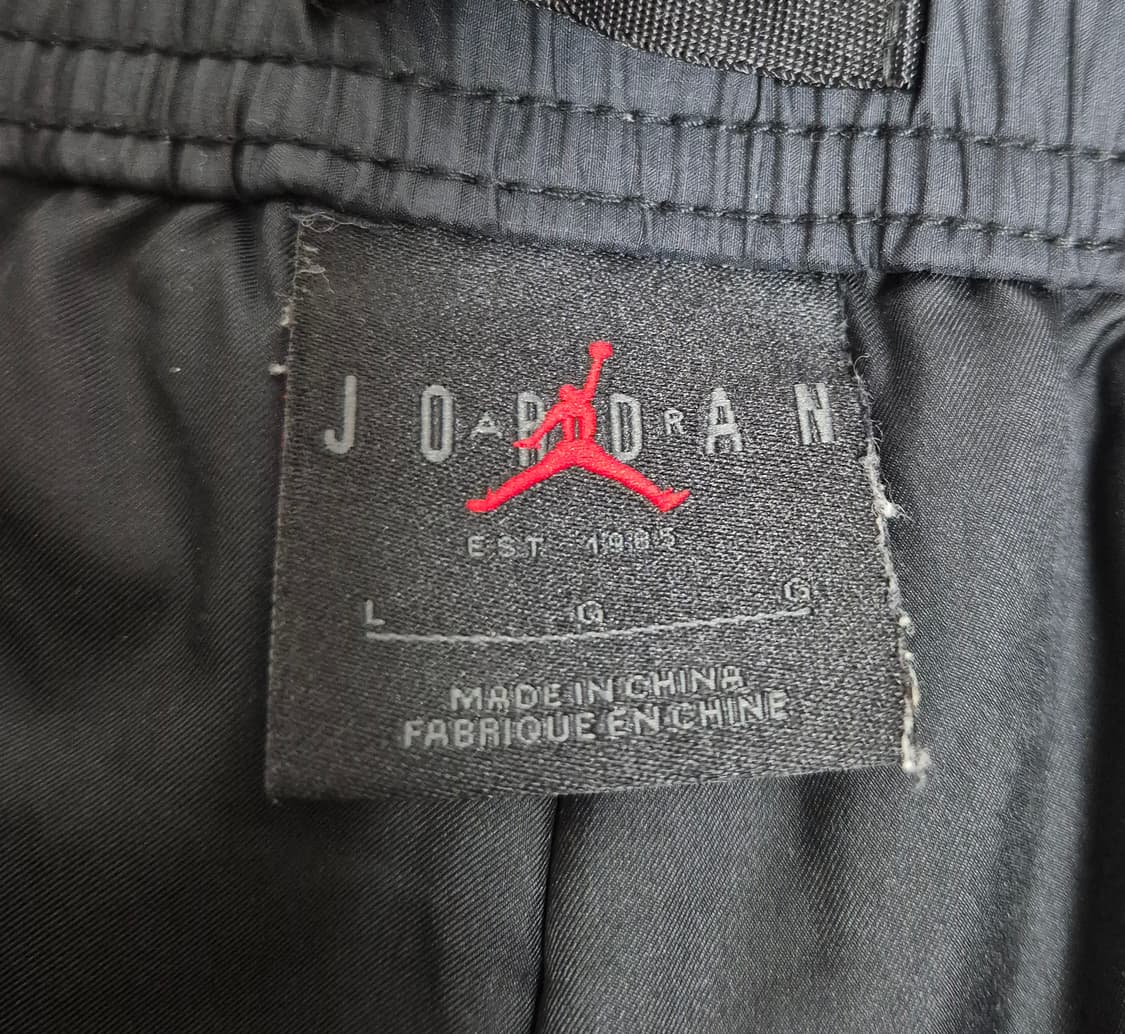 JORDAN
AIR
EST. 1985
L G G
MADE IN CHINA
FABRIQUE EN CHINE